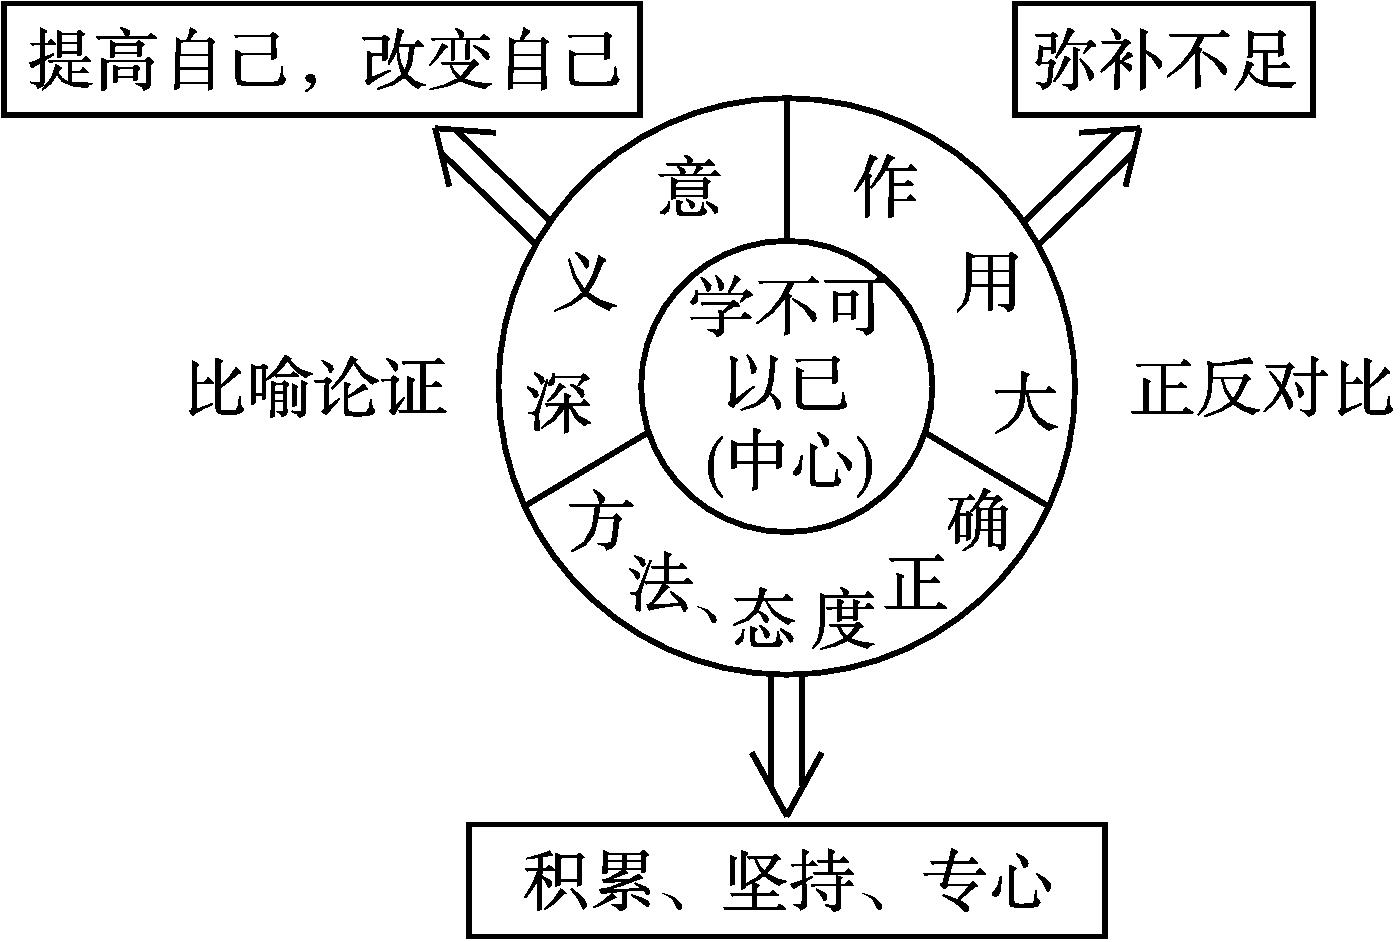 提高自己，改变自己
弥补不足
意义深
作用大
学不可
以已
(中心)
比喻论证
正反对比
方法、态度正确
积累、坚持、专心